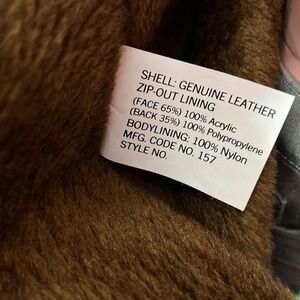 SHELL: GENUINE LEATHER
ZIP-OUT LINING
(FACE 65%) 100% Acrylic
(BACK 35%) 100% Polypropylene
BODYLINING: 100% Nylon
MFG. CODE NO. 157
STYLE NO.